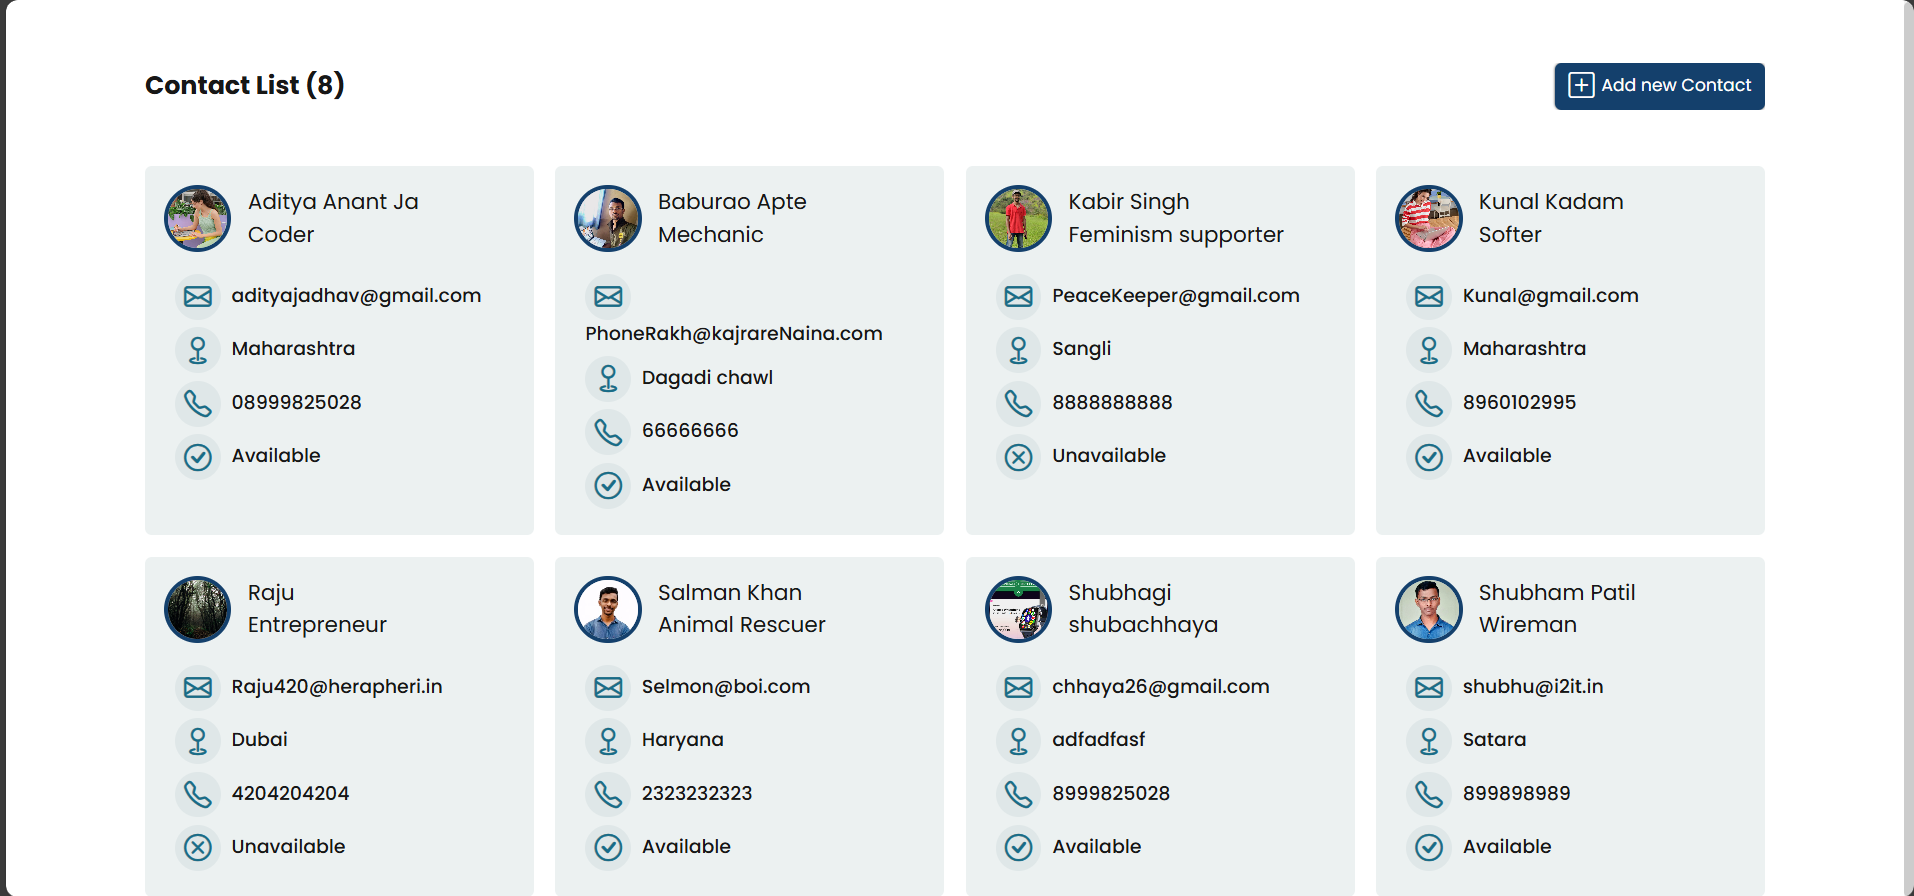 Contact List (8)
Add new Contact
Aditya Anant Ja
Coder
adityajadhav@gmail.com
Maharashtra
08999825028
Available
Baburao Apte
Mechanic
PhoneRakh@kajrareNaina.com
Dagadi chawl
66666666
Available
Kabir Singh
Feminism supporter
PeaceKeeper@gmail.com
Sangli
8888888888
Unavailable
Kunal Kadam
Softer
Kunal@gmail.com
Maharashtra
8960102995
Available
Raju
Entrepreneur
Raju420@herapheri.in
Dubai
4204204204
Unavailable
Salman Khan
Animal Rescuer
Selmon@boi.com
Haryana
2323232323
Available
Shubhagi
shubachhaya
chhaya26@gmail.com
adfadfasf
8999825028
Available
Shubham Patil
Wireman
shubhu@i2it.in
Satara
899898989
Available